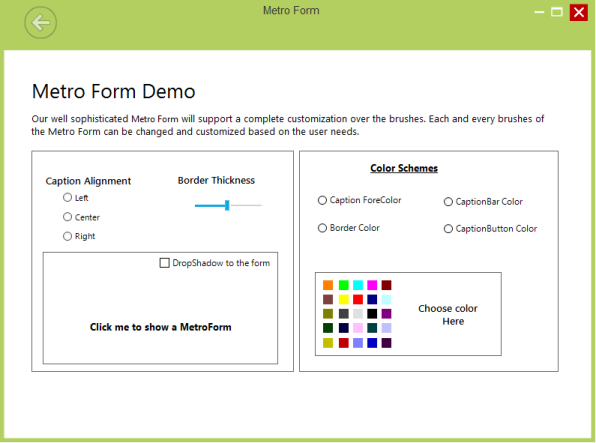 Metro Form
Metro Form Demo
Our well sophisticated Metro Form will support a complete customization over the brushes. Each and every brushes of
the Metro Form can be changed and customized based on the user needs.
Caption Alignment
Border Thickness
Left
Center
Right
DropShadow to the form
Click me to show a MetroForm
Color Schemes
Caption ForeColor
CaptionBar Color
Border Color
CaptionButton Color
Choose color
Here